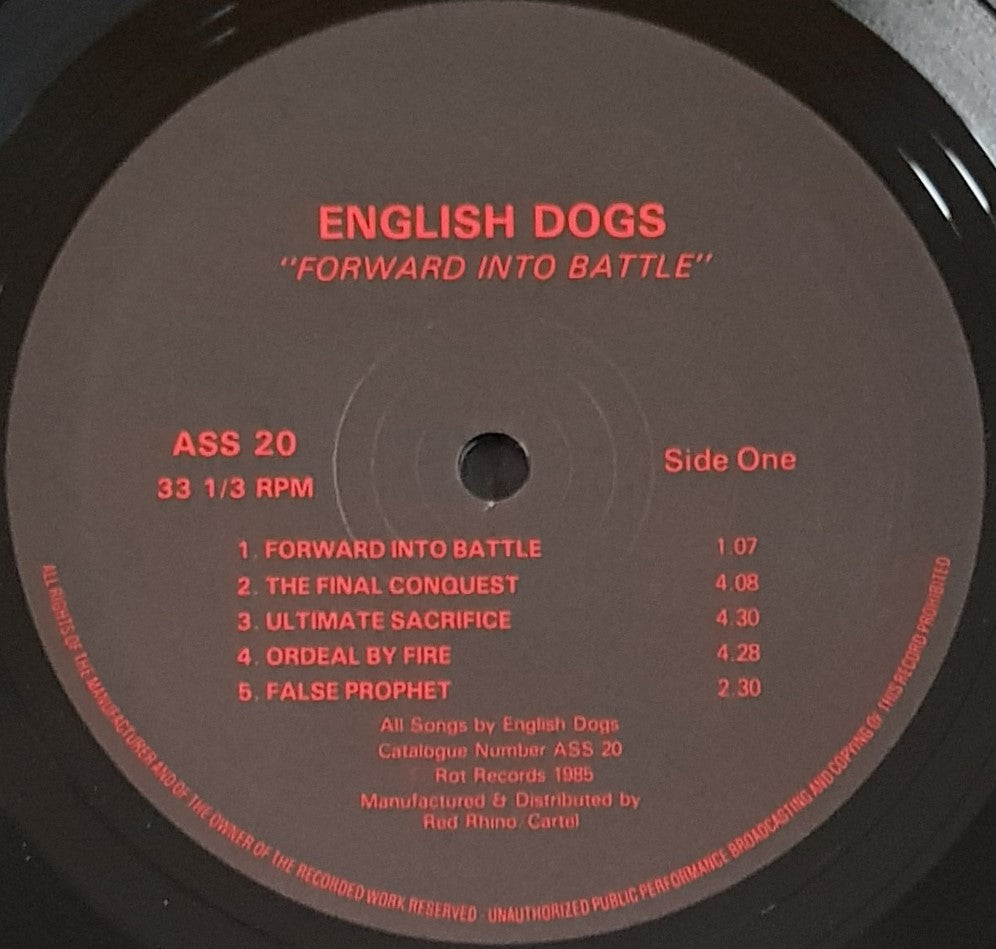 ENGLISH DOGS
"FORWARD INTO BATTLE"
ASS 20
33 1/3 RPM
Side One
1. FORWARD INTO BATTLE 1.07
2. THE FINAL CONQUEST 4.08
3. ULTIMATE SACRIFICE 4.30
4. ORDEAL BY FIRE 4.28
5. FALSE PROPHET 2.30
All Songs by English Dogs
Catalogue Number ASS 20
Rot Records 1985
Manufactured & Distributed by
Red Rhino/Cartel
ALL RIGHTS OF THE MANUFACTURER AND OF THE OWNER OF THE RECORDED WORK RESERVED - UNAUTHORIZED PUBLIC PERFORMANCE BROADCASTING AND COPYING OF THIS RECORD PROHIBITED